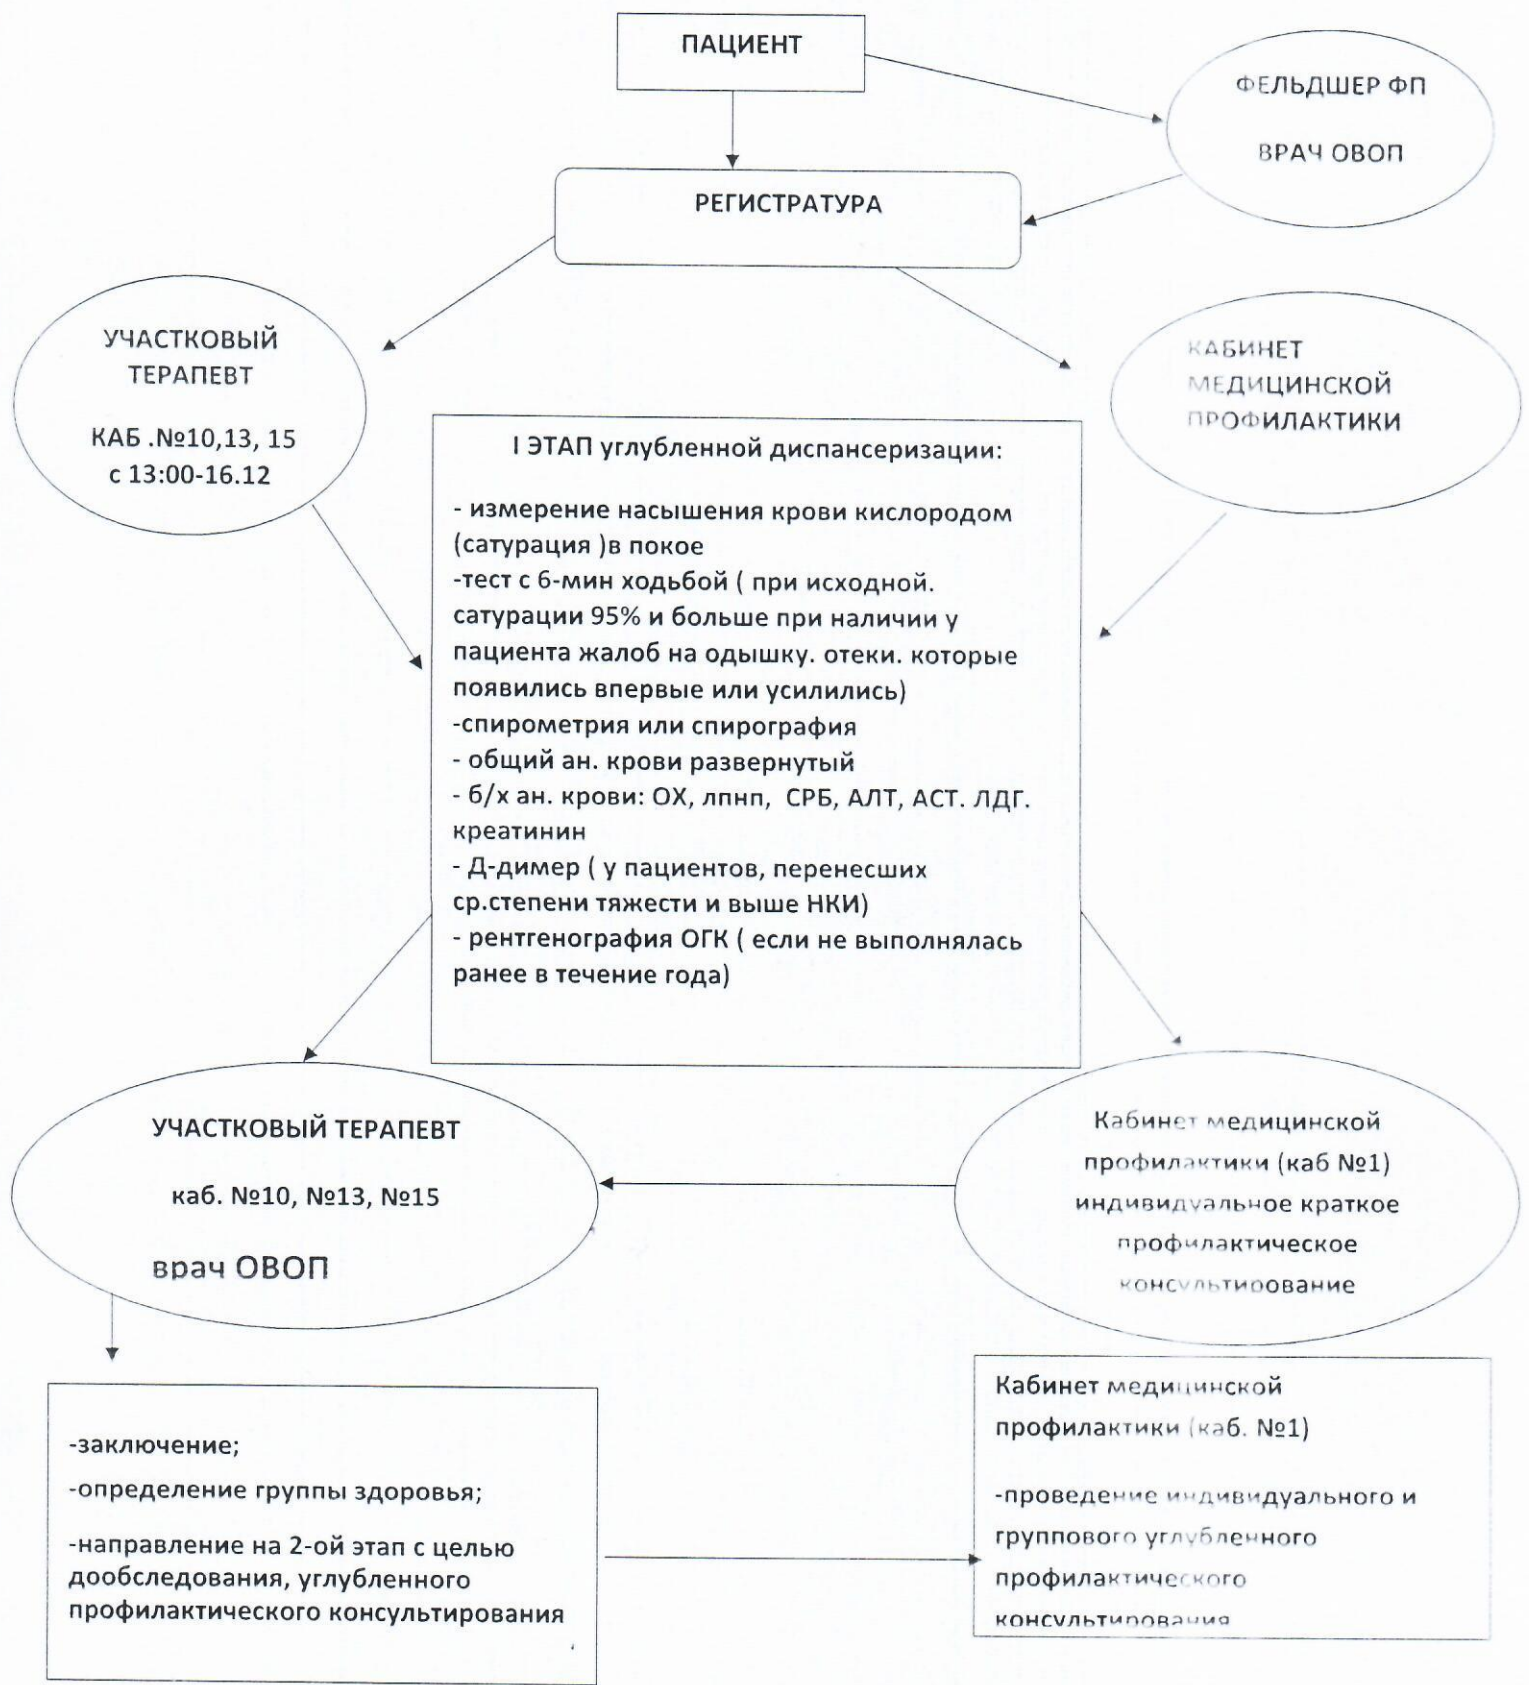 ПАЦИЕНТ
ФЕЛЬДШЕР ФП
ВРАЧ ОВОП
РЕГИСТРАТУРА
УЧАСТКОВЫЙ
ТЕРАПЕВТ
КАБ .№10,13, 15
с 13:00-16.12
КАБИНЕТ
МЕДИЦИНСКОЙ
ПРОФИЛАКТИКИ
I ЭТАП углубленной диспансеризации:
- измерение насышения крови кислородом
(сатурация )в покое
-тест с 6-мин ходьбой ( при исходной.
сатурации 95% и больше при наличии у
пациента жалоб на одышку. отеки. которые
появились впервые или усилились)
-спирометрия или спирография
- общий ан. крови развернутый
- б/х ан. крови: ОХ, лпнп, СРБ, АЛТ, АСТ. ЛДГ.
креатинин
- Д-димер ( у пациентов, перенесших
ср.степени тяжести и выше НКИ)
- рентгенография ОГК ( если не выполнялась
ранее в течение года)
УЧАСТКОВЫЙ ТЕРАПЕВТ
каб. №10, №13, №15
врач ОВОП
Кабинет медицинской
профилактики (каб №1)
индивидуальное краткое
профилактическое
консультирование
-заключение;
-определение группы здоровья;
-направление на 2-ой этап с целью
дообследования, углубленного
профилактического консультирования
Кабинет медицинской
профилактики (каб. №1)
-проведение индивидуального и
группового углубленного
профилактического
консультирования